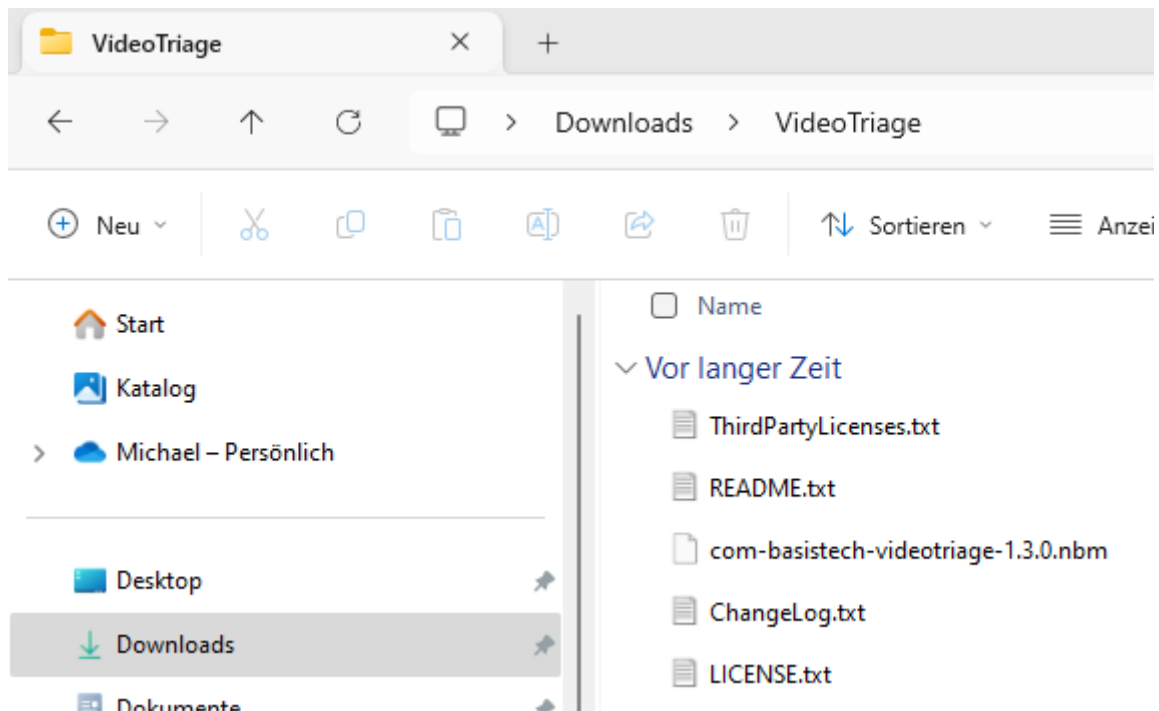 VideoTriage
Downloads > VideoTriage
Neu
Sortieren
Anzei
Start
Katalog
Michael – Persönlich
Desktop
Downloads
Dokumente
Name
Vor langer Zeit
ThirdPartyLicenses.txt
README.txt
com-basistech-videotriage-1.3.0.nbm
ChangeLog.txt
LICENSE.txt